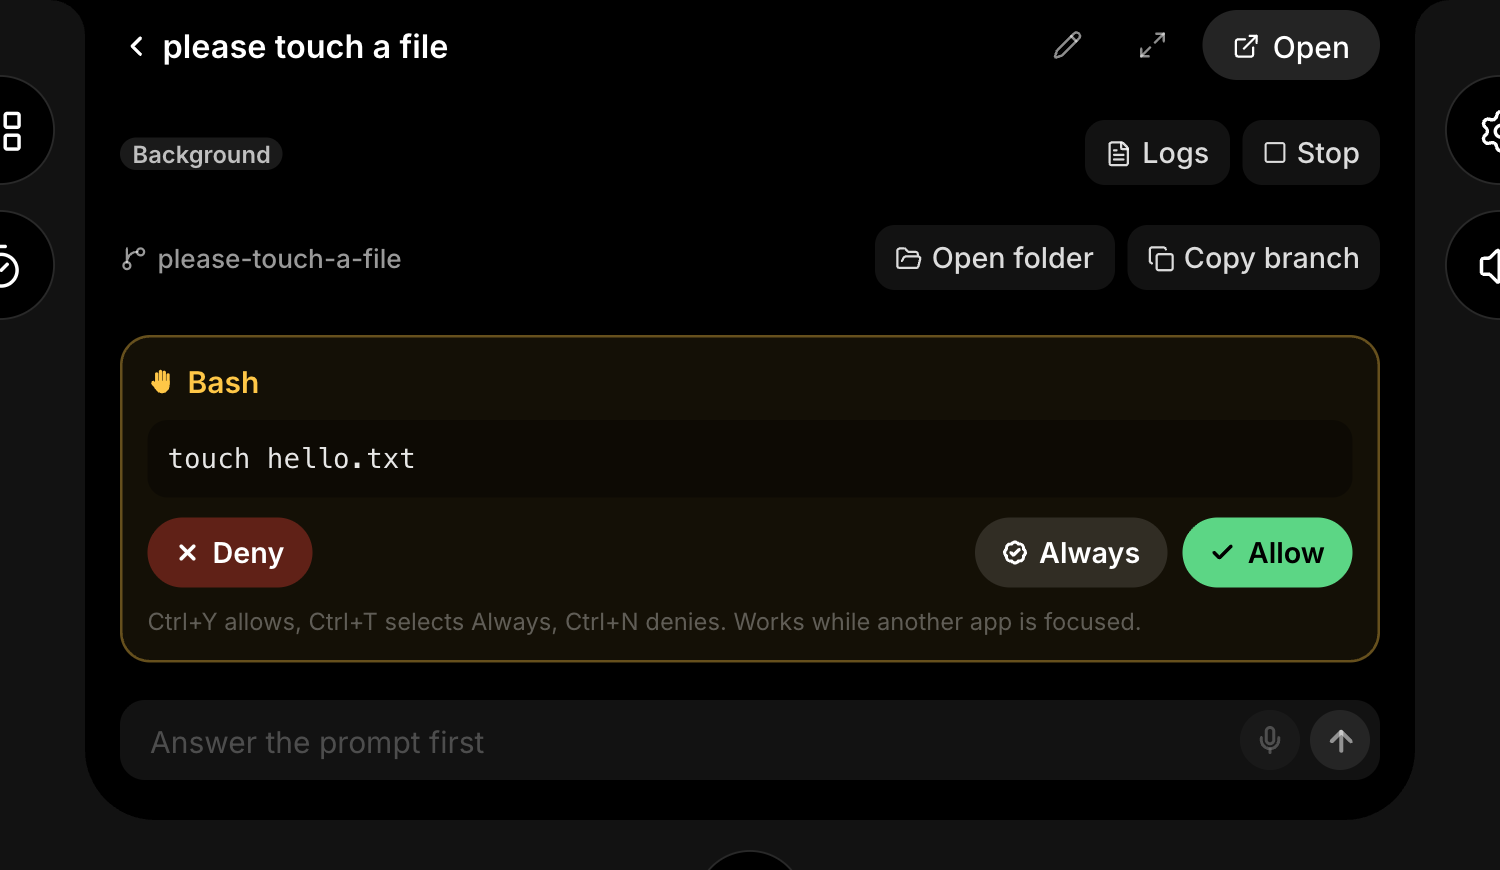 please touch a file
Open
Background
Logs
Stop
please-touch-a-file
Open folder
Copy branch
Bash
touch hello.txt
Deny
Always
Allow
Ctrl+Y allows, Ctrl+T selects Always, Ctrl+N denies. Works while another app is focused.
Answer the prompt first